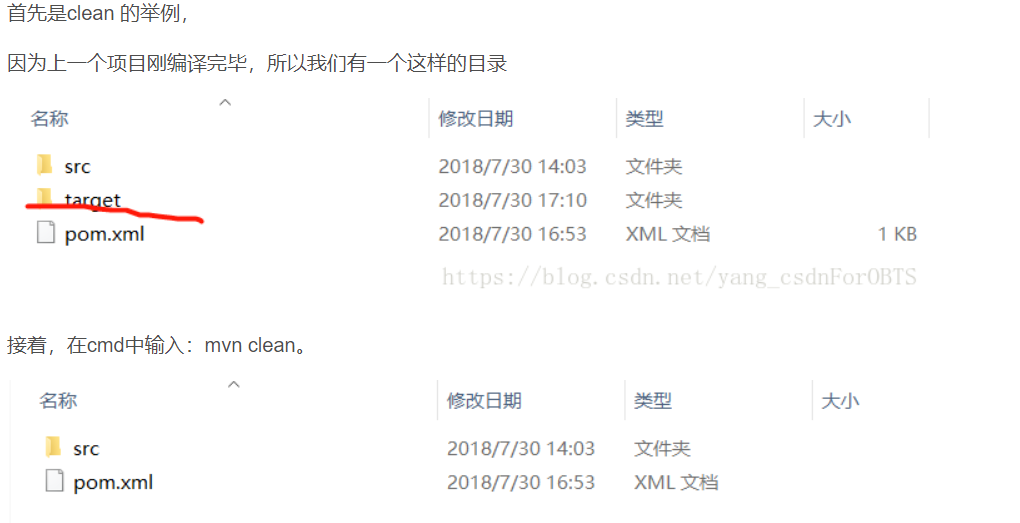 首先是clean 的举例，
因为上一个项目刚编译完毕，所以我们有一个这样的目录
名称 修改日期 类型 大小
src 2018/7/30 14:03 文件夹
target 2018/7/30 17:10 文件夹
pom.xml 2018/7/30 16:53 XML 文档 1 KB
https://blog.csdn.net/yang_csdnForOBTS
接着，在cmd中输入：mvn clean。
名称 修改日期 类型 大小
src 2018/7/30 14:03 文件夹
pom.xml 2018/7/30 16:53 XML 文档